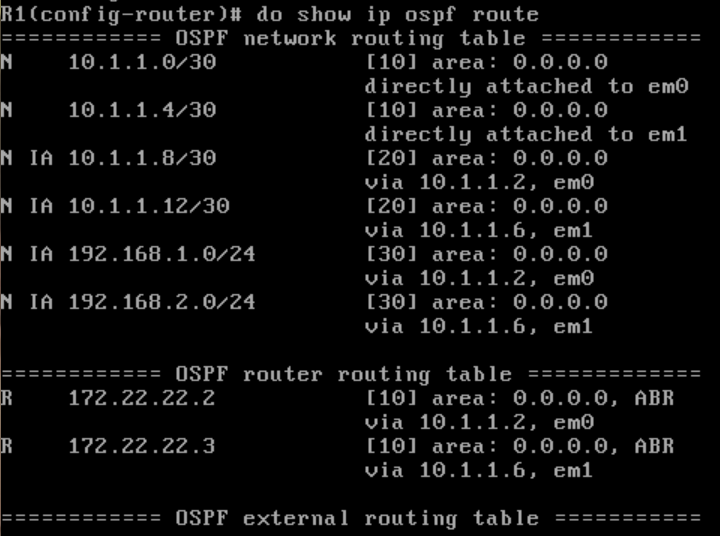 R1(config-router)# do show ip ospf route
============ OSPF network routing table ============
N    10.1.1.0/30           [10] area: 0.0.0.0
                           directly attached to em0
N    10.1.1.4/30           [10] area: 0.0.0.0
                           directly attached to em1
N IA 10.1.1.8/30           [20] area: 0.0.0.0
                           via 10.1.1.2, em0
N IA 10.1.1.12/30          [20] area: 0.0.0.0
                           via 10.1.1.6, em1
N IA 192.168.1.0/24        [30] area: 0.0.0.0
                           via 10.1.1.2, em0
N IA 192.168.2.0/24        [30] area: 0.0.0.0
                           via 10.1.1.6, em1
============ OSPF router routing table =============
R    172.22.22.2           [10] area: 0.0.0.0, ABR
                           via 10.1.1.2, em0
R    172.22.22.3           [10] area: 0.0.0.0, ABR
                           via 10.1.1.6, em1
============ OSPF external routing table ===========